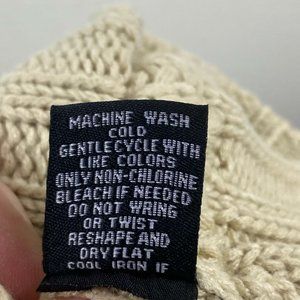 MACHINE WASH
COLD
GENTLE CYCLE WITH
LIKE COLORS
ONLY NON-CHLORINE
BLEACH IF NEEDED
DO NOT WRING
OR TWIST
RESHAPE AND
DRY FLAT
COOL IRON IF